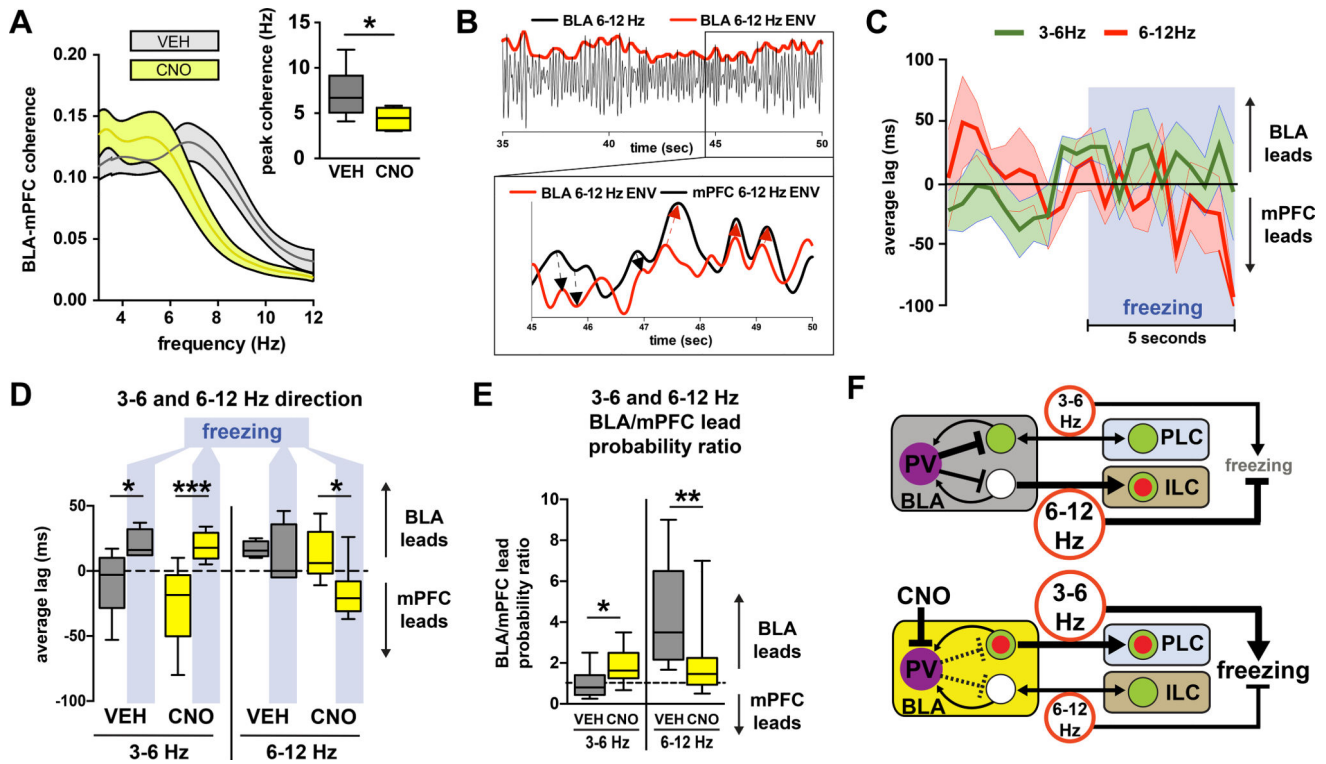 A
VEH
CNO
BLA-mPFC coherence
0.20
0.15
0.10
0.05
0.00
4 6 8 10 12
frequency (Hz)
peak coherence (Hz)
15
10
5
0
*
VEH CNO
B
BLA 6-12 Hz BLA 6-12 Hz ENV
35 40 45 50
time (sec)
BLA 6-12 Hz ENV mPFC 6-12Hz ENV
45 46 47 48 49 50
time (sec)
C
3-6Hz 6-12Hz
average lag (ms)
100
50
0
-50
-100
BLA
leads
mPFC
leads
freezing
5 seconds
D
3-6 and 6-12 Hz direction
freezing
average lag (ms)
50
0
-50
-100
* *** *
BLA
leads
mPFC
leads
VEH CNO VEH CNO
3-6 Hz 6-12 Hz
E
3-6 and 6-12 Hz
BLA/mPFC lead
probability ratio
BLA/mPFC lead
probability ratio
10
8
6
4
2
0
* **
BLA
leads
mPFC
leads
VEH CNO VEH CNO
3-6 Hz 6-12 Hz
F
3-6
Hz
PV
BLA
PLC
ILC
freezing
6-12
Hz
CNO
3-6
Hz
PV
BLA
PLC
ILC
freezing
6-12
Hz